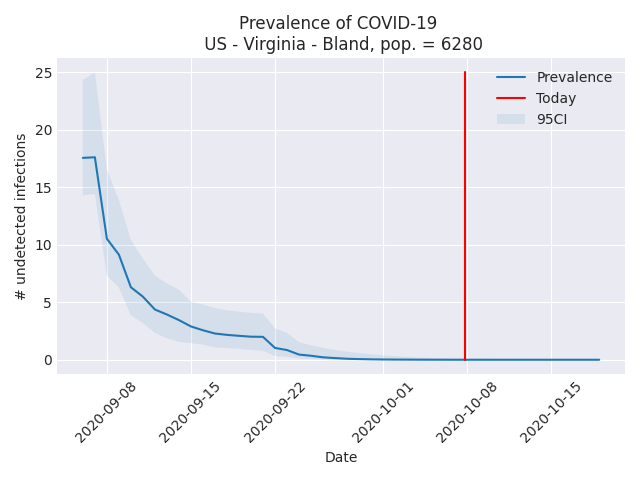 Prevalence of COVID-19
US - Virginia - Bland, pop. = 6280
25
20
15
10
5
0
# undetected infections
Prevalence
Today
95CI
2020-09-08
2020-09-15
2020-09-22
2020-10-01
2020-10-08
2020-10-15
Date